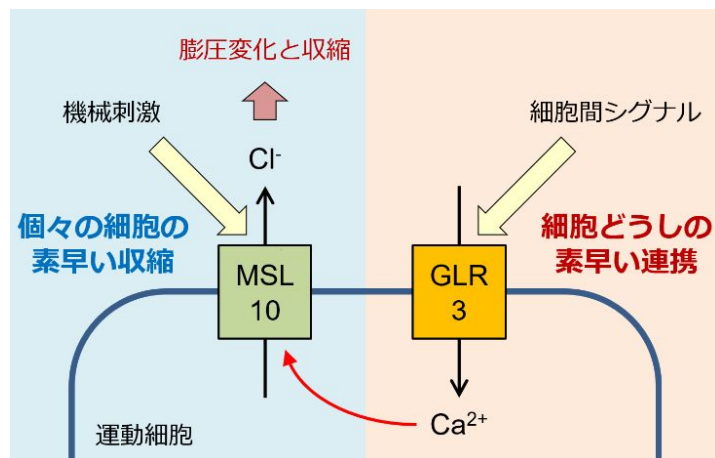 膨圧変化と収縮
機械刺激
細胞間シグナル
Cl-
個々の細胞の
素早い収縮
細胞どうしの
素早い連携
MSL
10
GLR
3
Ca2+
運動細胞